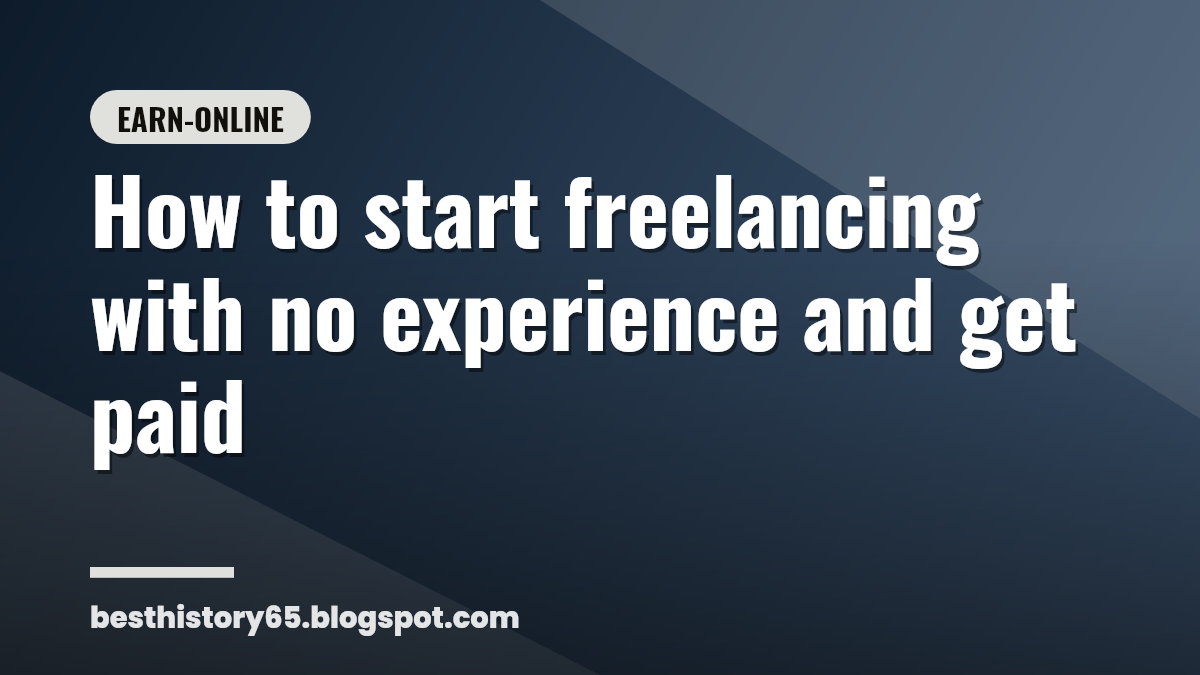 EARN-ONLINE
How to start freelancing
with no experience and get
paid
besthistory65.blogspot.com